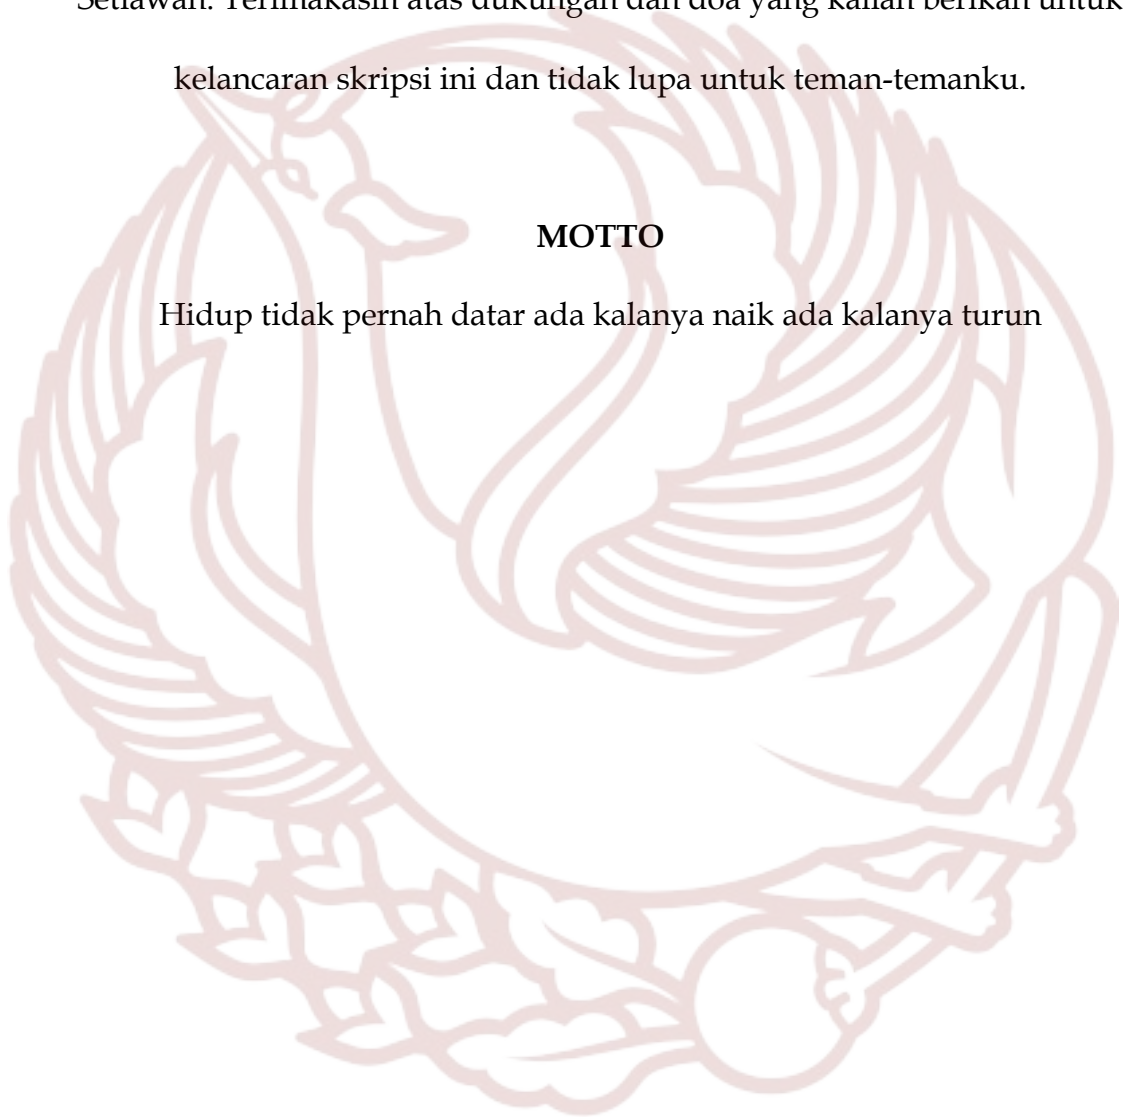 Setiawan. Terimakasih atas dukungan dan doa yang kalian berikan untuk
kelancaran skripsi ini dan tidak lupa untuk teman-temanku.
MOTTO
Hidup tidak pernah datar ada kalanya naik ada kalanya turun